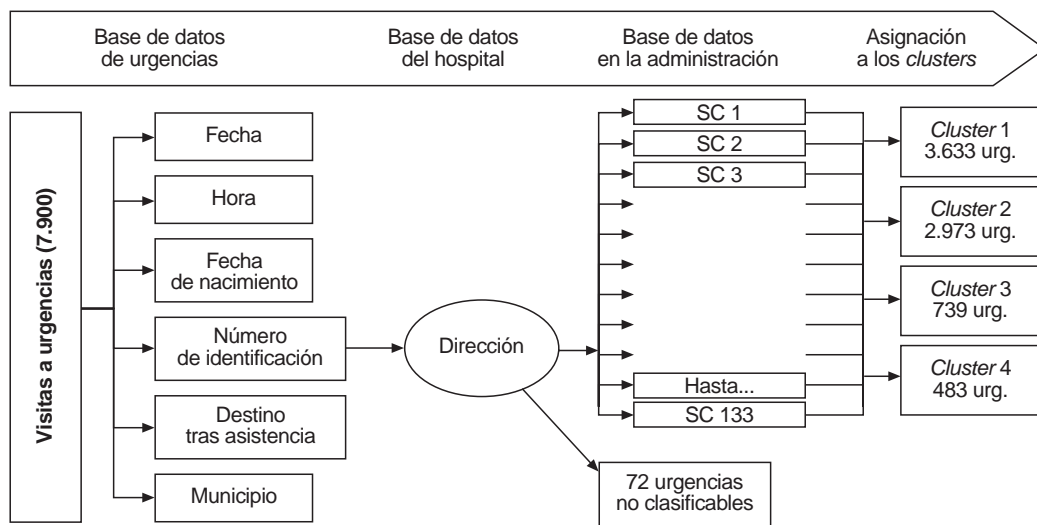 Base de datos
de urgencias
Base de datos
del hospital
Base de datos
en la administración
Asignación
a los clusters
Visitas a urgencias (7.900)
Fecha
Hora
Fecha
de nacimiento
Número
de identificación
Destino
tras asistencia
Municipio
Dirección
SC 1
SC 2
SC 3
Hasta...
SC 133
72 urgencias
no clasificables
Cluster 1
3.633 urg.
Cluster 2
2.973 urg.
Cluster 3
739 urg.
Cluster 4
483 urg.